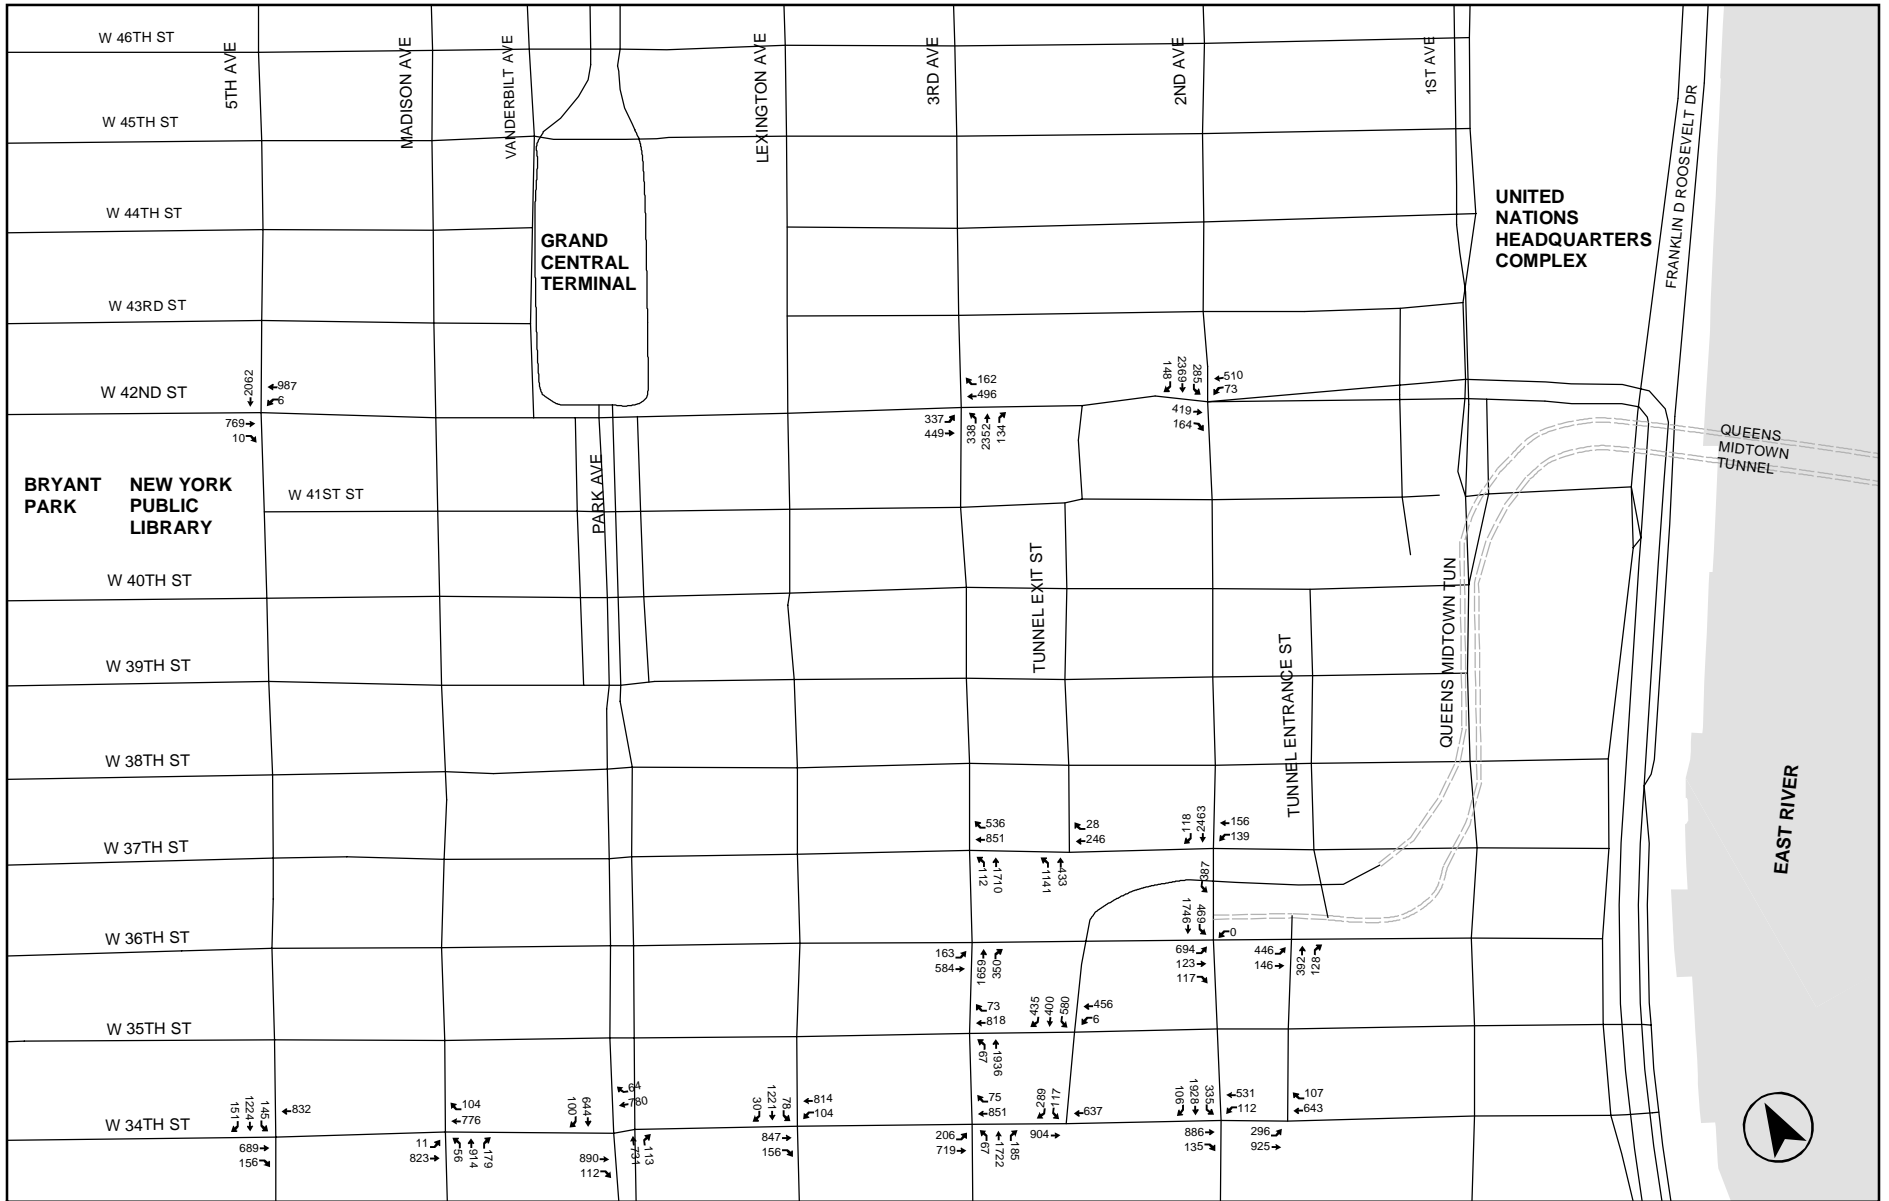 W 46TH ST
5TH AVE
MADISON AVE
VANDERBILT AVE
LEXINGTON AVE
3RD AVE
2ND AVE
1ST AVE
FRANKLIN D ROOSEVELT DR
W 45TH ST
W 44TH ST
UNITED
NATIONS
HEADQUARTERS
COMPLEX
GRAND
CENTRAL
TERMINAL
W 43RD ST
W 42ND ST
2062
987
6
769
10
162
496
337
449
338
2352
134
148
2369
285
510
73
419
164
QUEENS
MIDTOWN
TUNNEL
BRYANT
PARK
NEW YORK
PUBLIC
LIBRARY
W 41ST ST
PARK AVE
W 40TH ST
TUNNEL EXIT ST
QUEENS MIDTOWN TUN
W 39TH ST
TUNNEL ENTRANCE ST
W 38TH ST
EAST RIVER
W 37TH ST
536
851
112
1710
28
246
1141
433
118
2463
156
139
387
W 36TH ST
163
584
1659
350
1746
469
0
694
123
117
446
146
392
128
W 35TH ST
73
818
67
1936
435
400
580
456
6
W 34TH ST
151
1224
145
832
689
156
104
776
11
823
56
914
179
100
644
64
780
890
112
731
113
30
1221
78
814
104
847
156
75
851
206
719
67
1722
185
289
117
637
904
106
1928
335
531
112
886
135
107
643
296
925